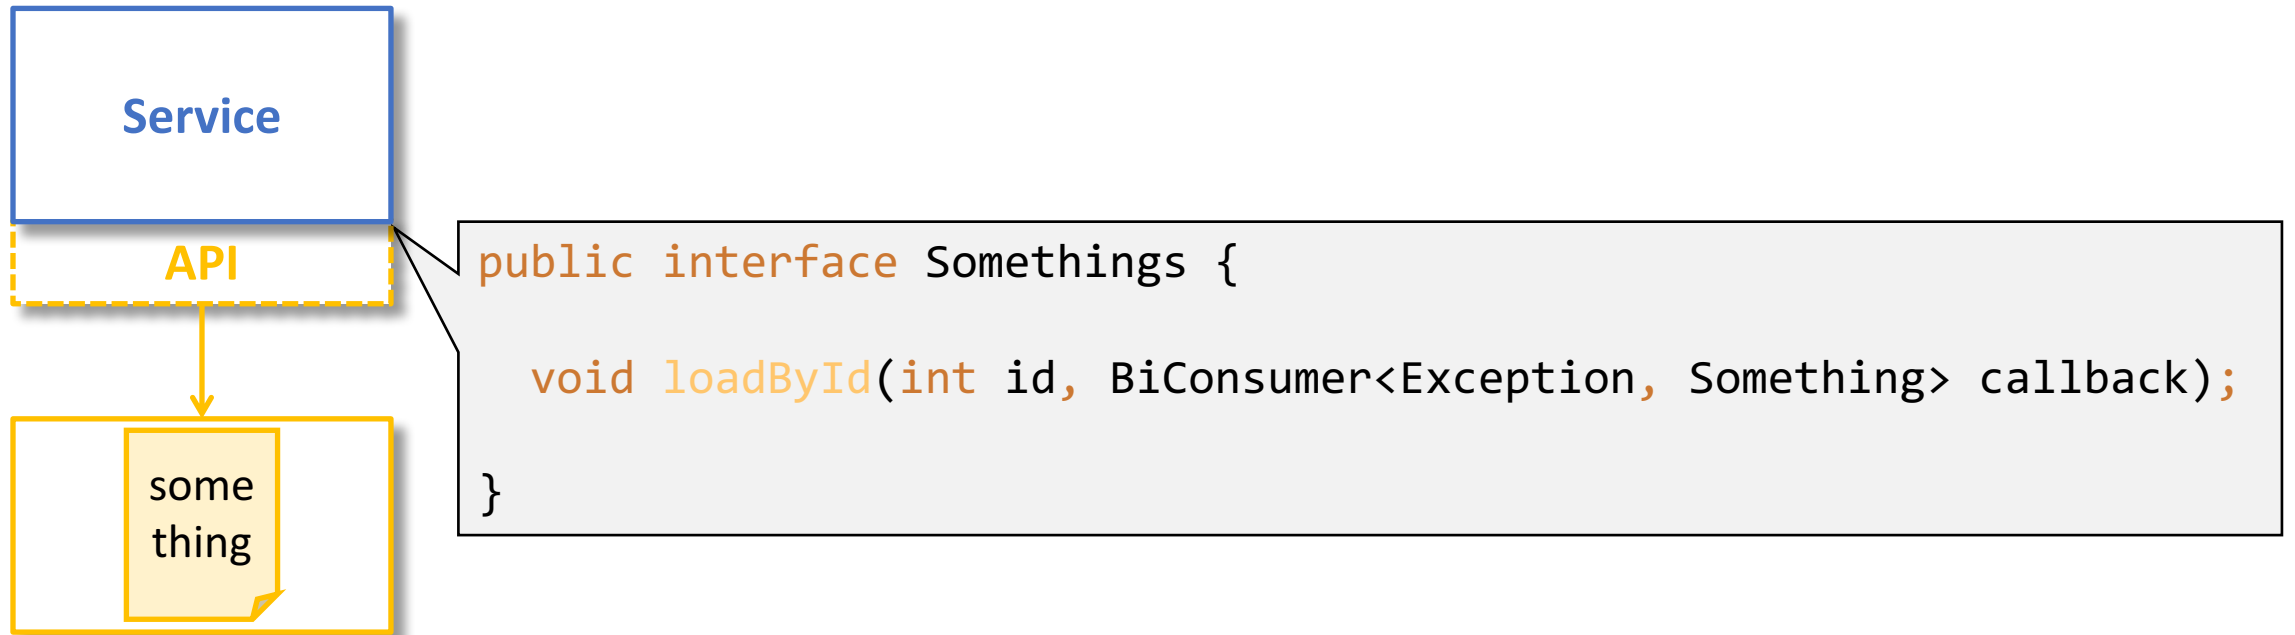 Service
API
some
thing
public interface Somethings {
void loadById(int id, BiConsumer<Exception, Something> callback);
}